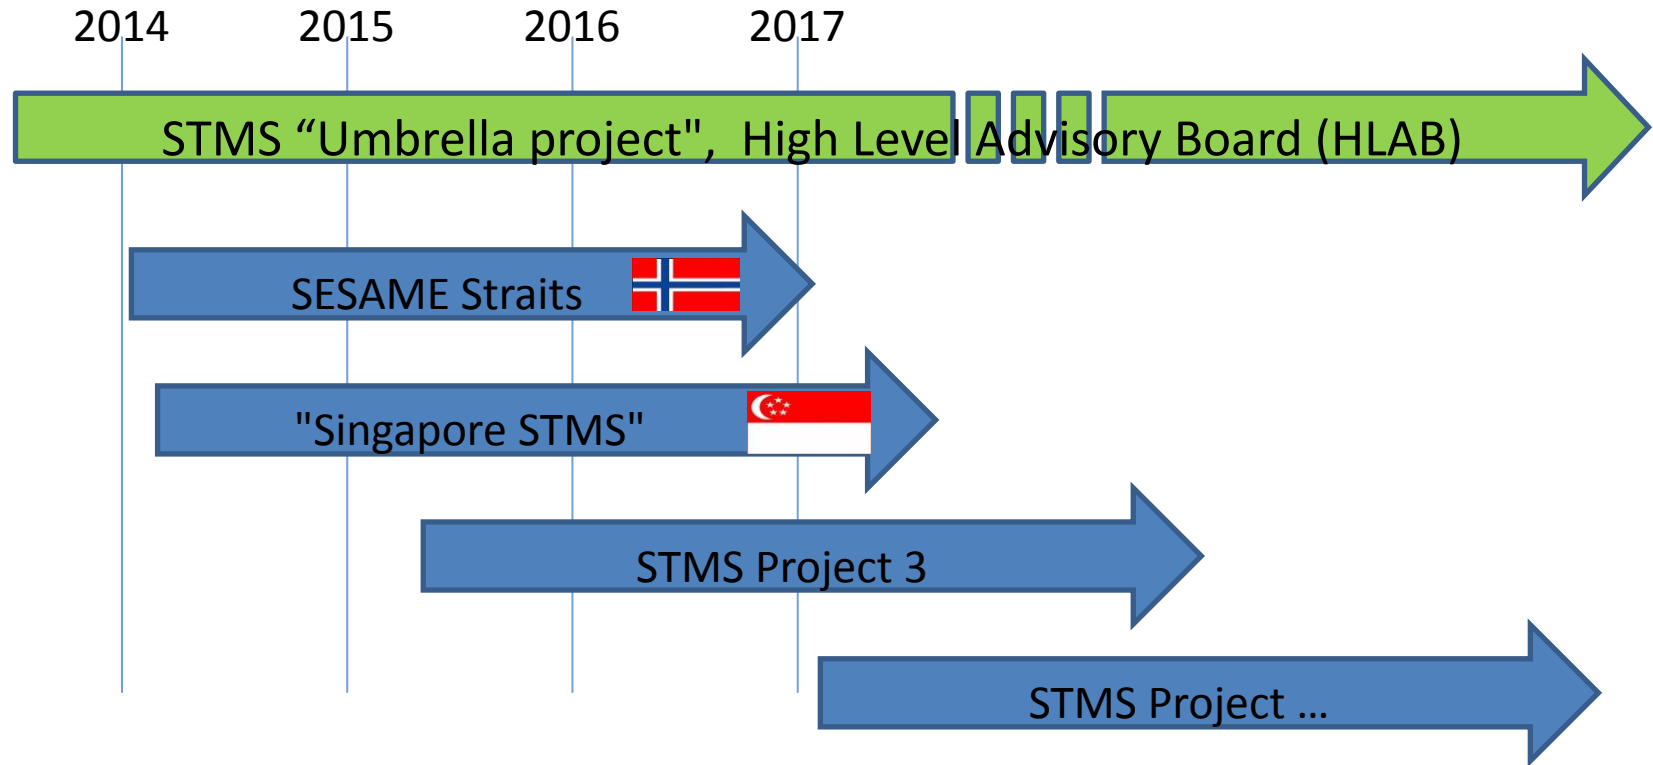 2014 2015 2016 2017
STMS “Umbrella project", High Level Advisory Board (HLAB)
SESAME Straits
"Singapore STMS"
STMS Project 3
STMS Project ...